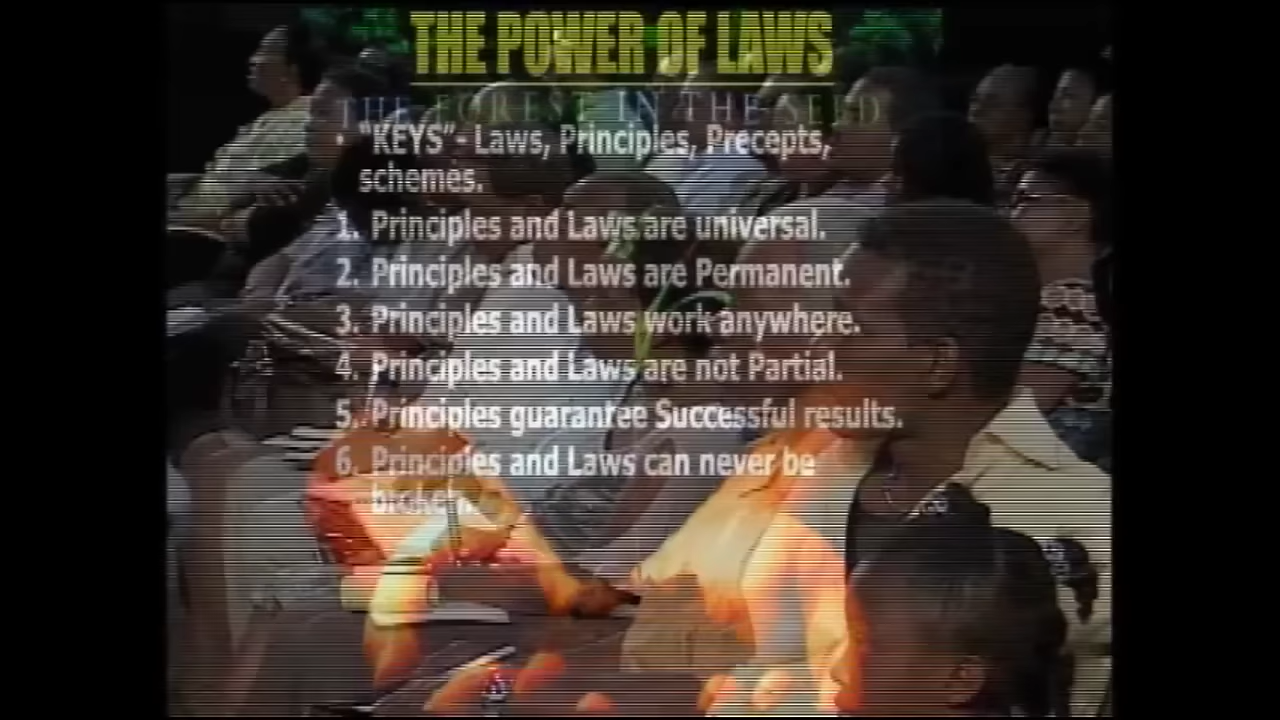 THE POWER OF LAWS
THE FOREST IN THE SEED
• "KEYS"- Laws, Principles, Precepts,
schemes.
1. Principles and Laws are universal.
2. Principles and Laws are Permanent.
3. Principles and Laws work anywhere.
4. Principles and Laws are not Partial.
5. Principles guarantee Successful results.
6. Principles and Laws can never be
broken.